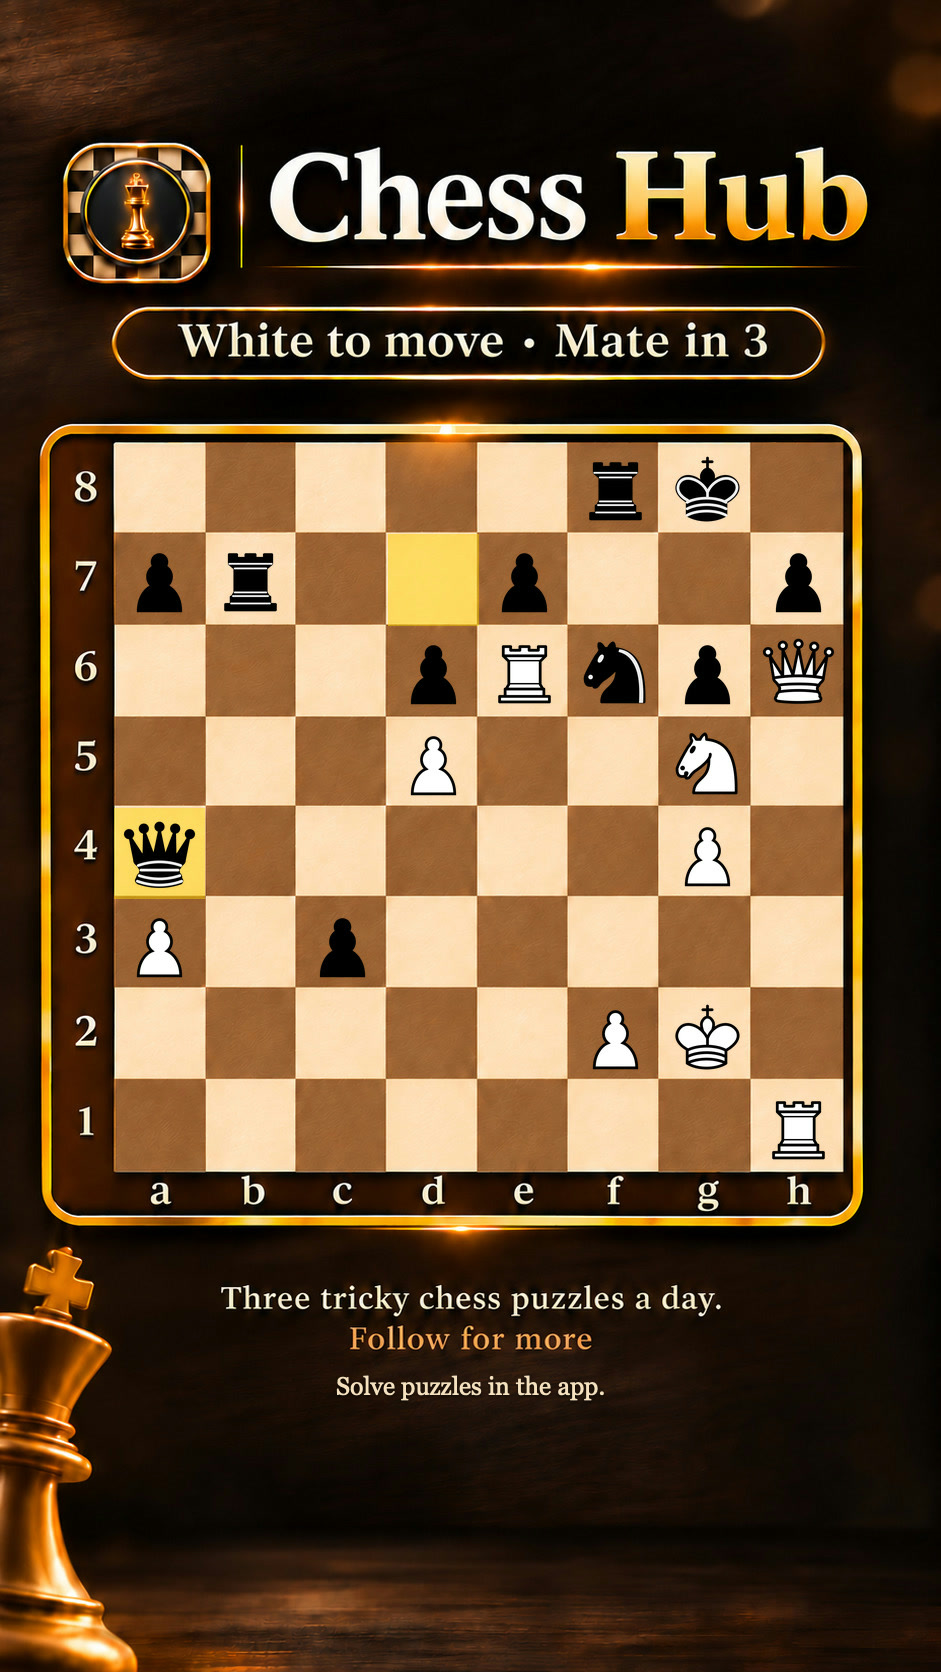 Chess Hub
White to move • Mate in 3
8
7
6
5
4
3
2
1
a b c d e f g h
Three tricky chess puzzles a day.
Follow for more
Solve puzzles in the app.